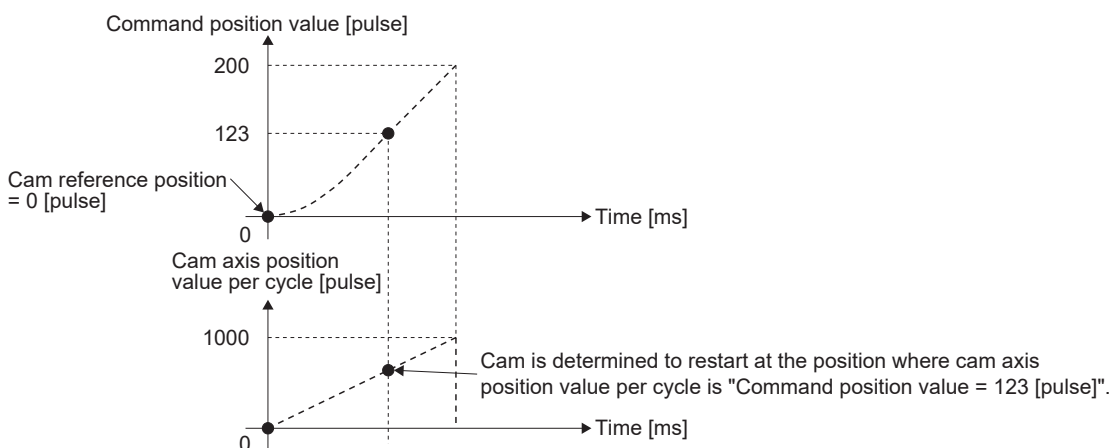 Command position value [pulse]
200
123
Cam reference position
= 0 [pulse]
0
Time [ms]
Cam axis position
value per cycle [pulse]
1000
Cam is determined to restart at the position where cam axis
position value per cycle is "Command position value = 123 [pulse]".
0
Time [ms]